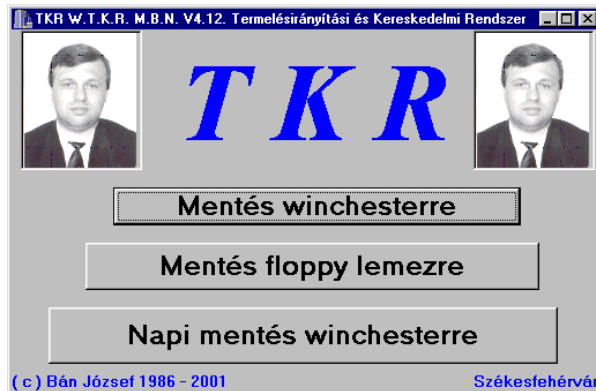 TKR W.T.K.R. M.B.N. V4.12. Termelésirányítási és Kereskedelmi Rendszer
T K R
Mentés winchesterre
Mentés floppy lemezre
Napi mentés winchesterre
( c ) Bán József 1986 - 2001 Székesfehérvár